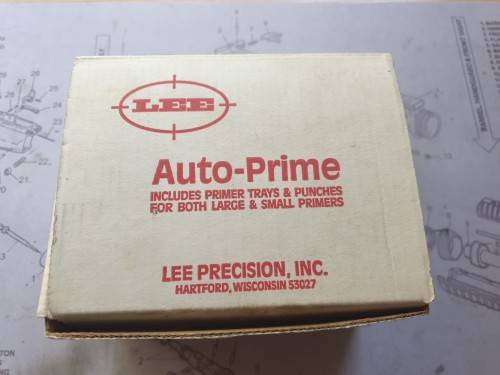 LEE
Auto-Prime
INCLUDES PRIMER TRAYS & PUNCHES
FOR BOTH LARGE & SMALL PRIMERS
LEE PRECISION, INC.
HARTFORD, WISCONSIN 53027